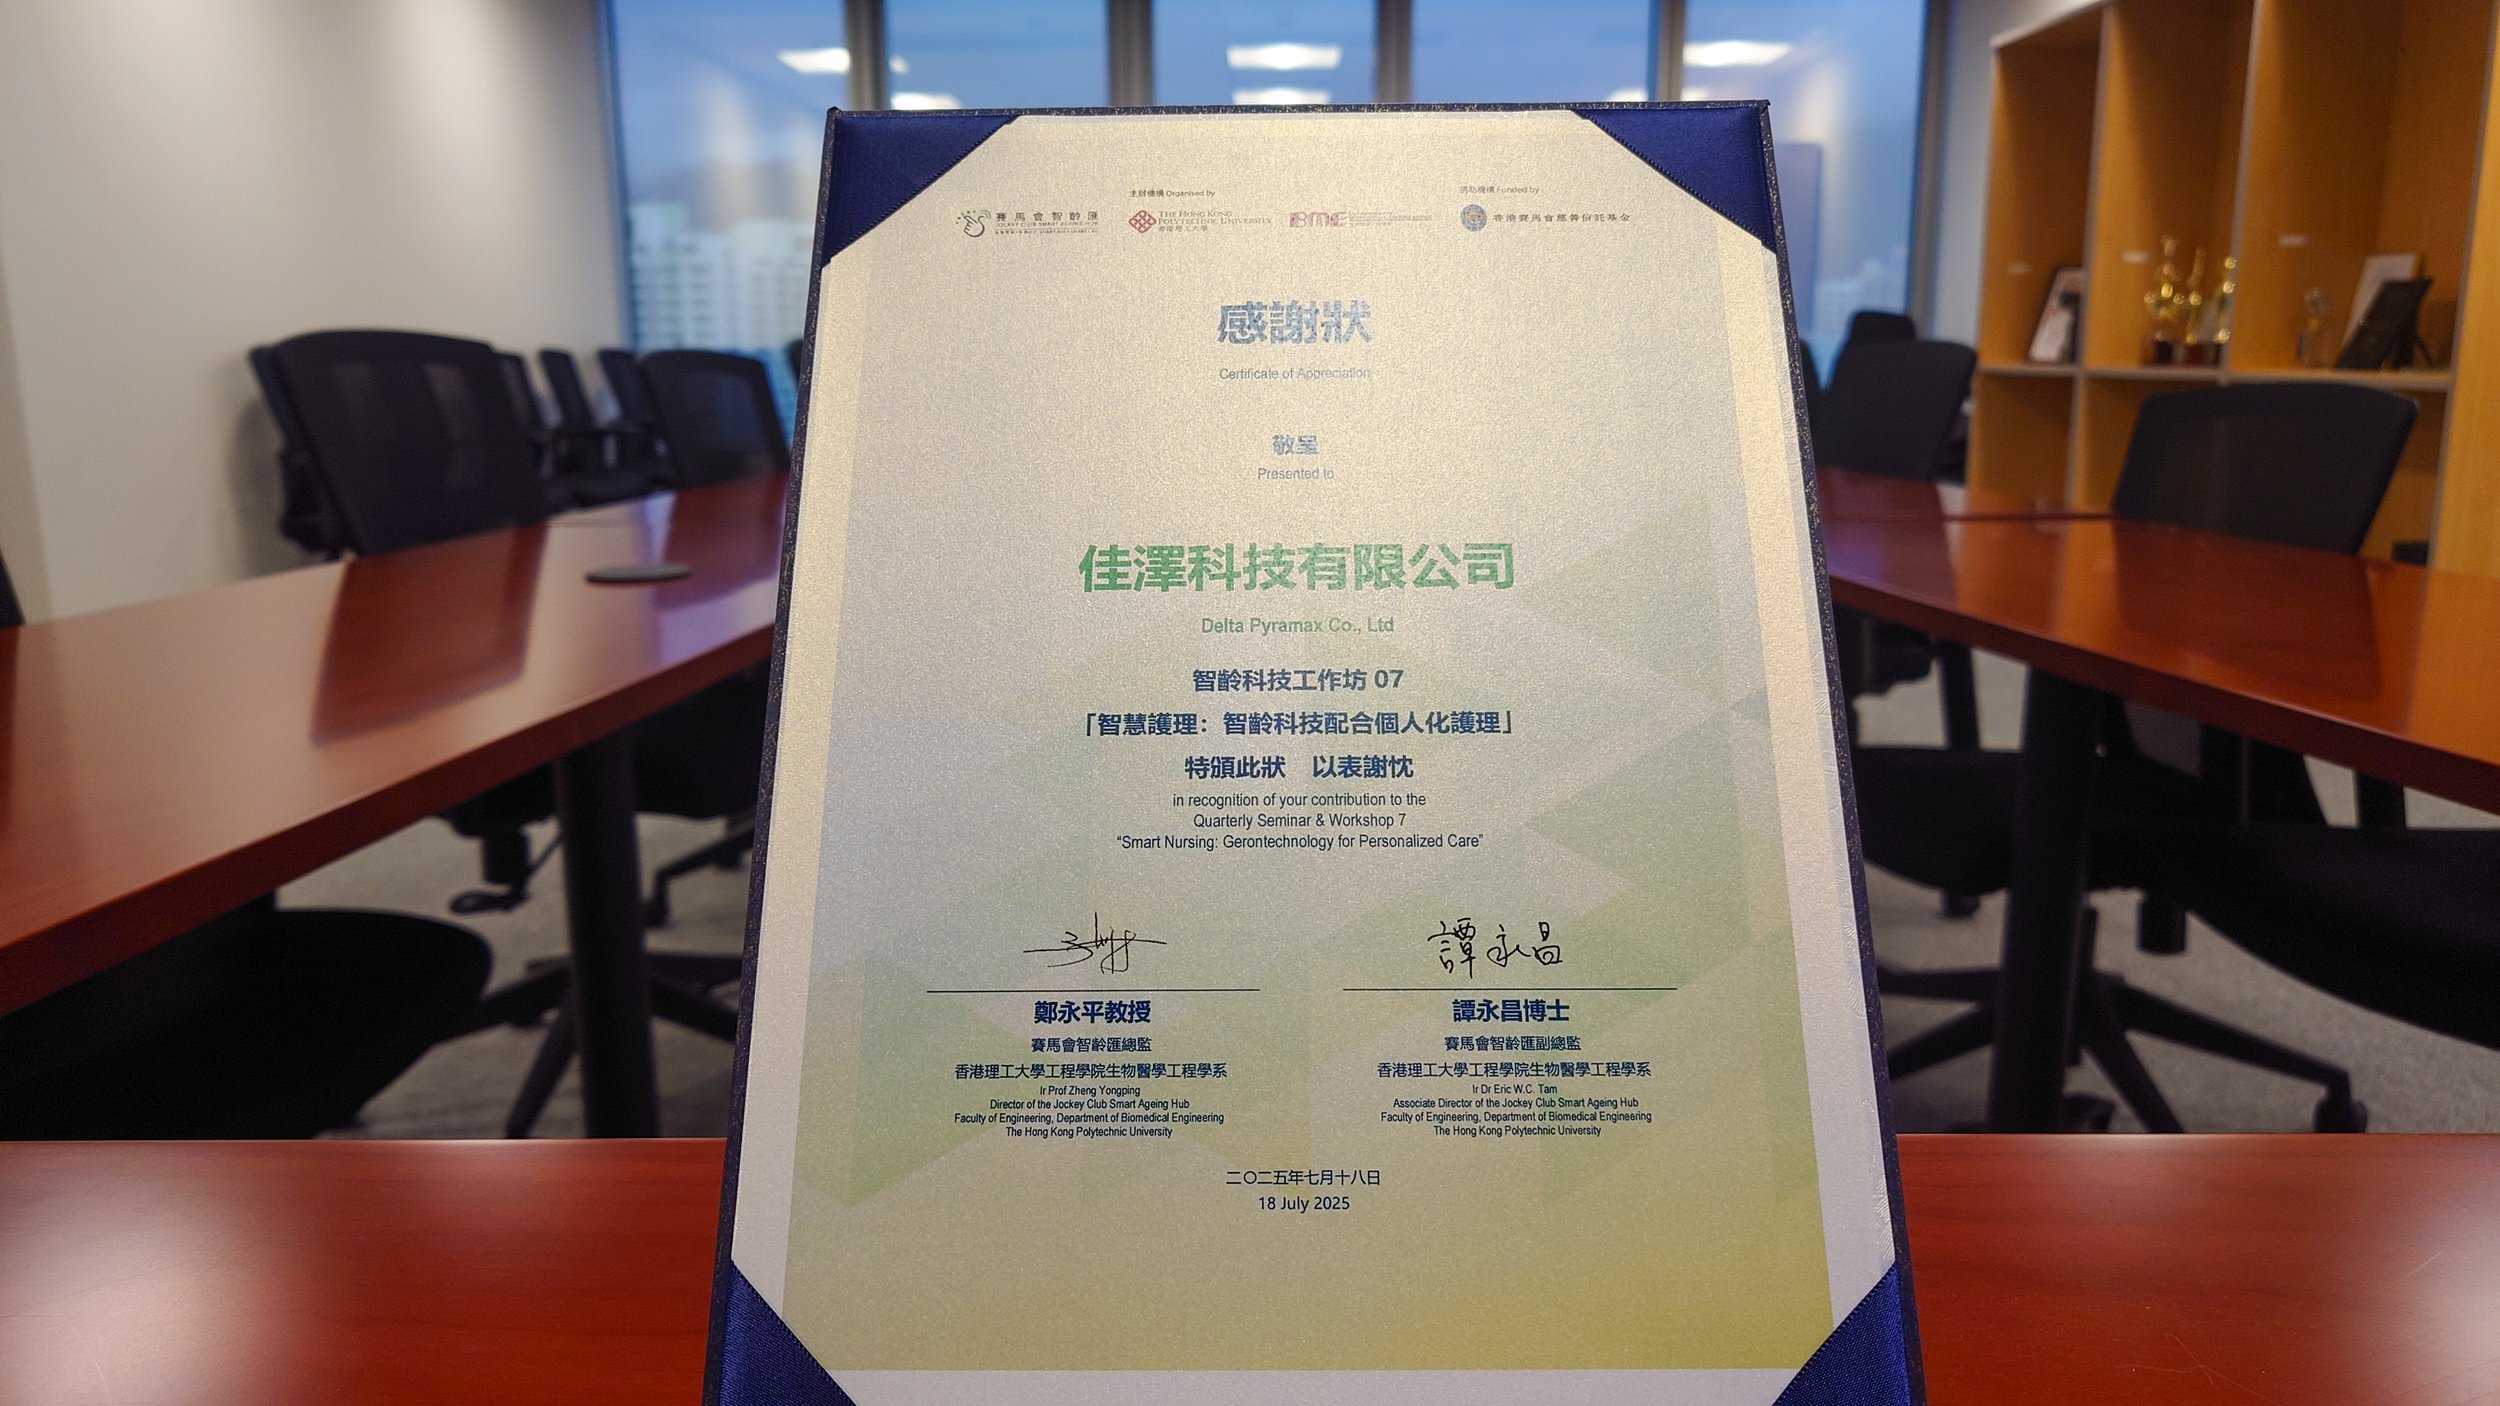 主辦機構 Organised by
捐助機構 Funded by
賽馬會智齡匯
JOCKEY CLUB SMART AGEING HUB
THE HONG KONG
POLYTECHNIC UNIVERSITY
香港理工大學
BME
香港賽馬會慈善信託基金
感謝狀
Certificate of Appreciation
敬呈
Presented to
佳澤科技有限公司
Delta Pyramax Co., Ltd
智齡科技工作坊 07
「智慧護理：智齡科技配合個人化護理」
特頒此狀 以表謝忱
in recognition of your contribution to the
Quarterly Seminar & Workshop 7
“Smart Nursing: Gerontechnology for Personalized Care”
譚永昌
鄭永平教授
賽馬會智齡匯總監
香港理工大學工程學院生物醫學工程學系
Ir Prof Zheng Yongping
Director of the Jockey Club Smart Ageing Hub
Faculty of Engineering, Department of Biomedical Engineering
The Hong Kong Polytechnic University
譚永昌博士
賽馬會智齡匯副總監
香港理工大學工程學院生物醫學工程學系
Ir Dr Eric W.C. Tam
Associate Director of the Jockey Club Smart Ageing Hub
Faculty of Engineering, Department of Biomedical Engineering
The Hong Kong Polytechnic University
二〇二五年七月十八日
18 July 2025